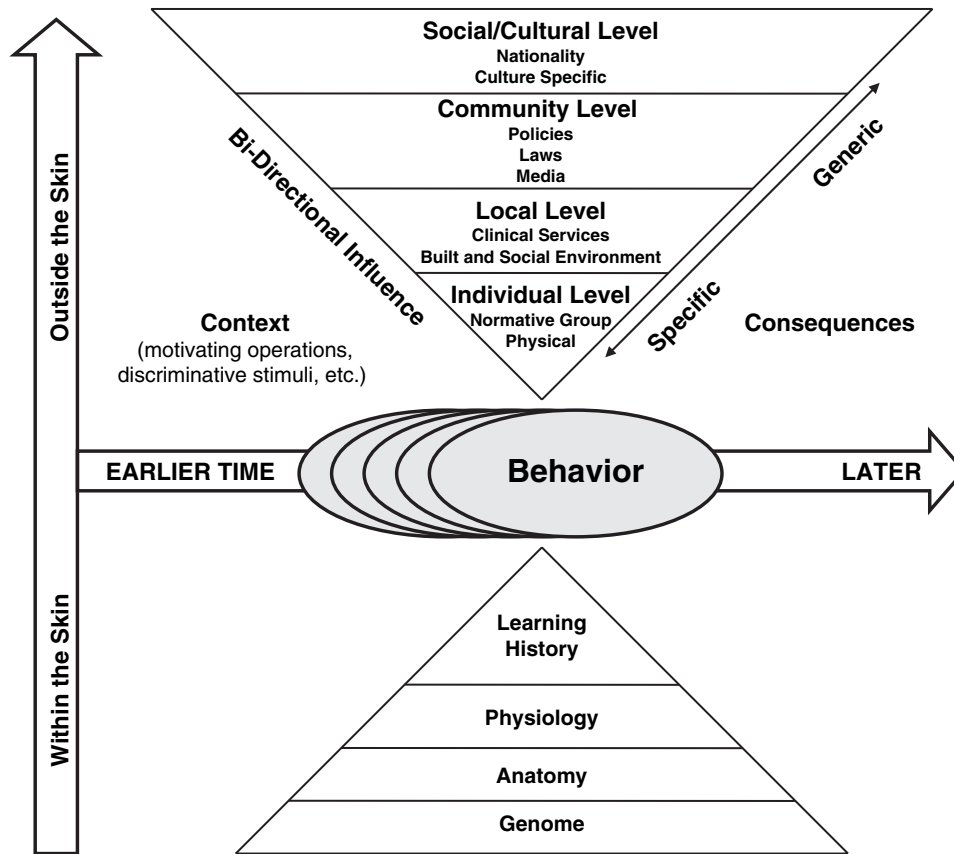 Social/Cultural Level
Nationality
Culture Specific
Community Level
Policies
Laws
Media
Local Level
Clinical Services
Built and Social Environment
Individual Level
Normative Group
Physical
Bi-Directional Influence
Generic
Specific
Outside the Skin
Within the Skin
Context
(motivating operations,
discriminative stimuli, etc.)
Consequences
EARLIER TIME
Behavior
LATER
Learning
History
Physiology
Anatomy
Genome